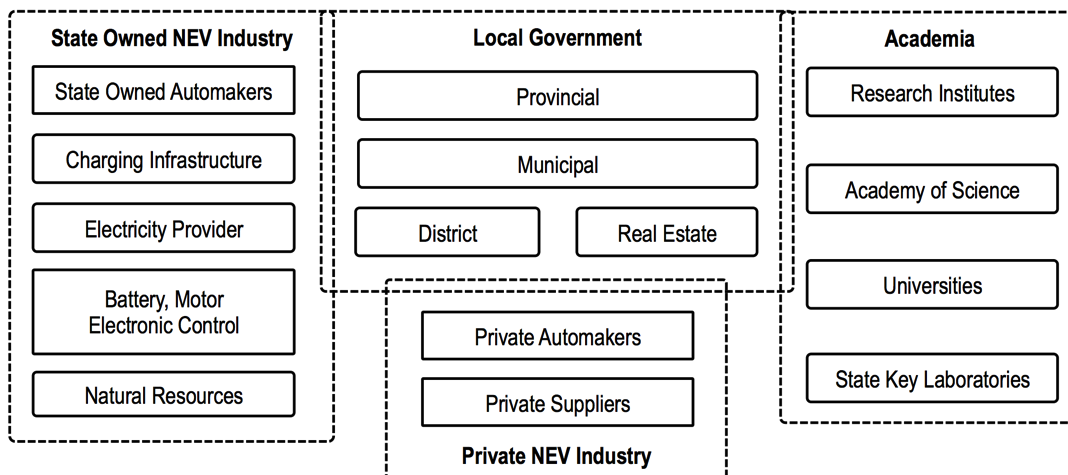 State Owned NEV Industry
State Owned Automakers
Charging Infrastructure
Electricity Provider
Battery, Motor
Electronic Control
Natural Resources
Local Government
Provincial
Municipal
District
Real Estate
Private Automakers
Private Suppliers
Private NEV Industry
Academia
Research Institutes
Academy of Science
Universities
State Key Laboratories